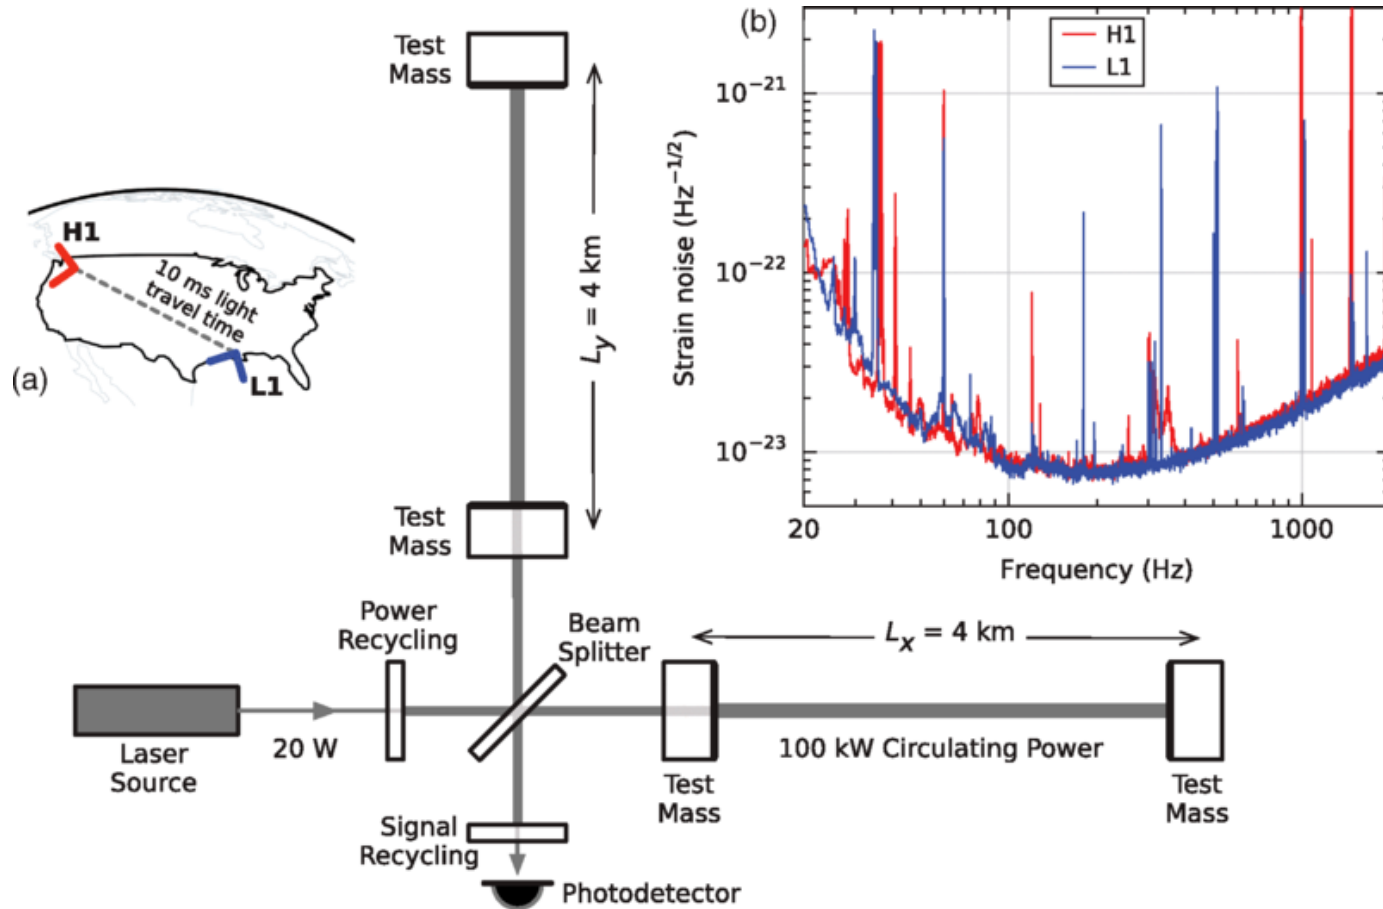 (a)
H1
10 ms light
travel time
L1
Test
Mass
L_y = 4 km
Test
Mass
Power
Recycling
Beam
Splitter
L_x = 4 km
Laser
Source
20 W
100 kW Circulating Power
Test
Mass
Test
Mass
Signal
Recycling
Photodetector
(b)
H1
L1
Strain noise (Hz^{-1/2})
10^{-21}
10^{-22}
10^{-23}
20
100
1000
Frequency (Hz)